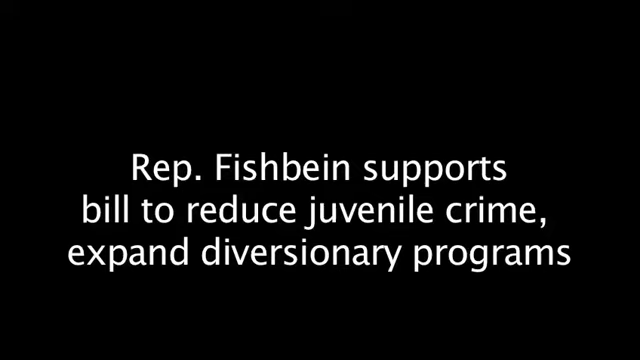 Rep. Fishbein supports
bill to reduce juvenile crime,
expand diversionary programs